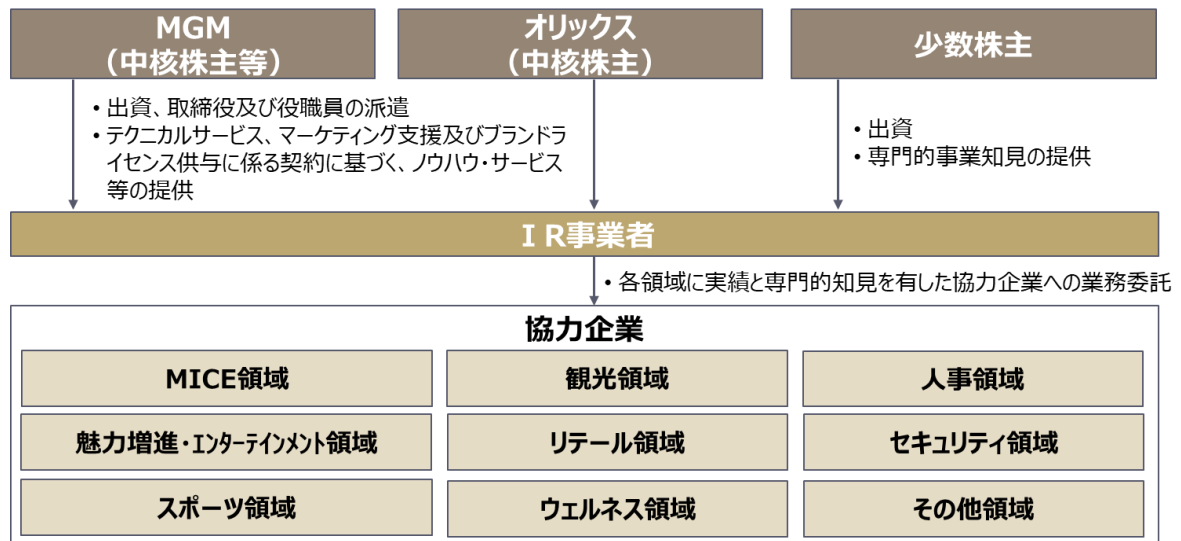 MGM
（中核株主等）
オリックス
（中核株主）
少数株主
• 出資、取締役及び役職員の派遣
• テクニカルサービス、マーケティング支援及びブランドラ
イセンス供与に係る契約に基づく、ノウハウ・サービス
等の提供
• 出資
• 専門的事業知見の提供
ＩＲ事業者
• 各領域に実績と専門的知見を有した協力企業への業務委託
協力企業
MICE領域
観光領域
人事領域
魅力増進・エンターテインメント領域
リテール領域
セキュリティ領域
スポーツ領域
ウェルネス領域
その他領域